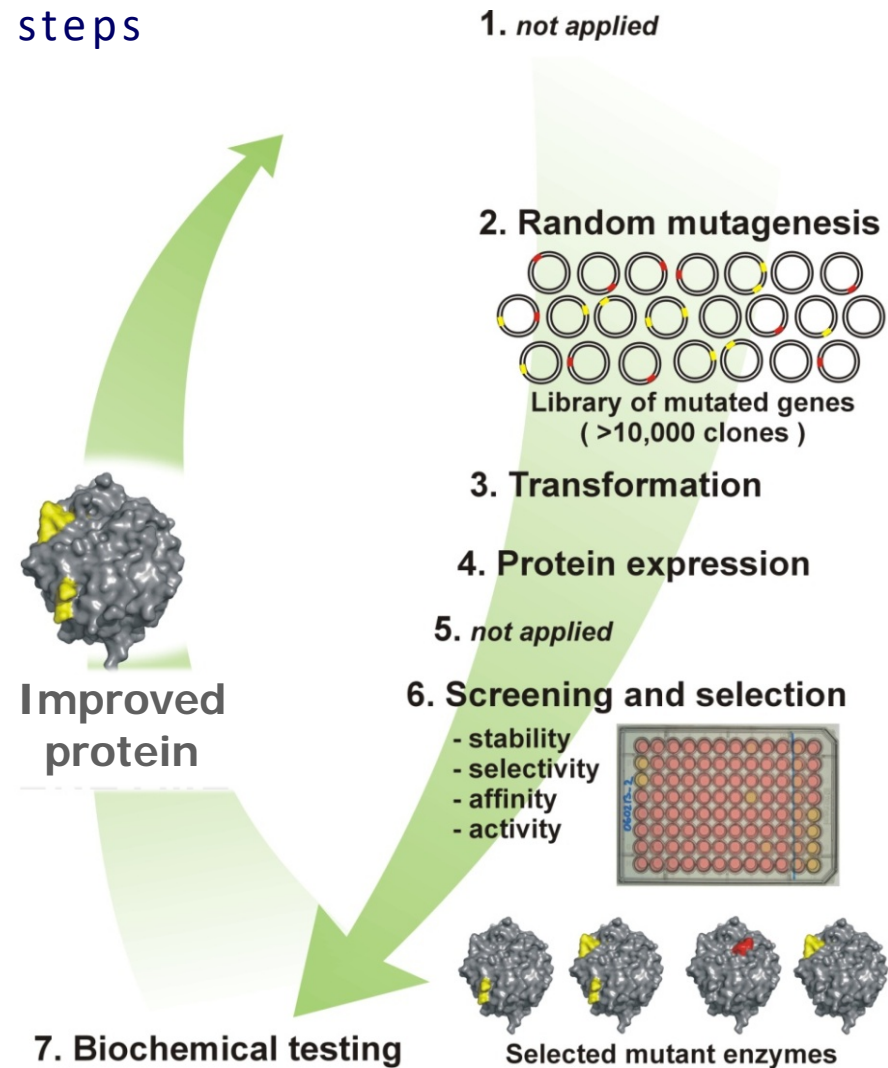 steps
1. not applied
2. Random mutagenesis
Library of mutated genes
( >10,000 clones )
3. Transformation
4. Protein expression
5. not applied
6. Screening and selection
- stability
- selectivity
- affinity
- activity
Improved
protein
7. Biochemical testing
Selected mutant enzymes